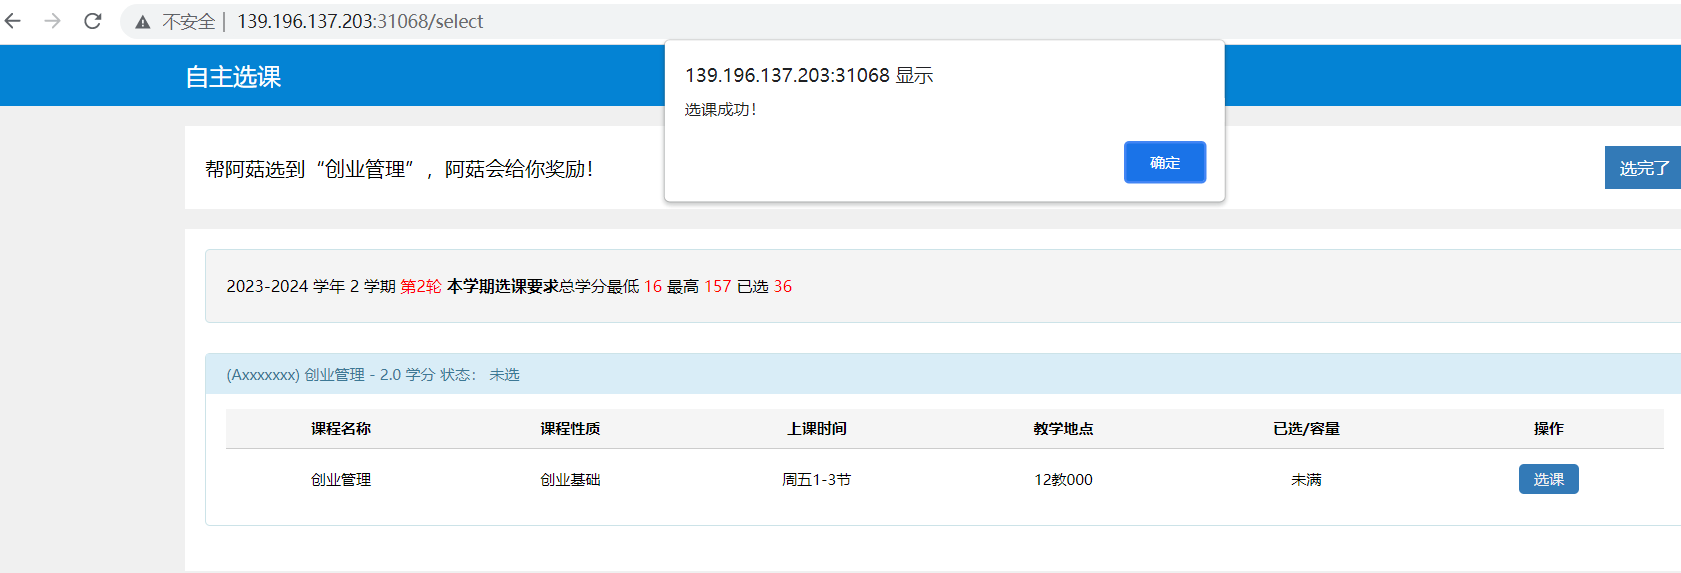 不安全 | 139.196.137.203:31068/select
自主选课
139.196.137.203:31068 显示
选课成功！
确定
帮阿菇选到“创业管理”，阿菇会给你奖励！
选完了
2023-2024 学年 2 学期 第2轮 本学期选课要求总学分最低 16 最高 157 已选 36
(Axxxxxxx) 创业管理 - 2.0 学分 状态： 未选
课程名称 课程性质 上课时间 教学地点 已选/容量 操作
创业管理 创业基础 周五1-3节 12教000 未满 选课